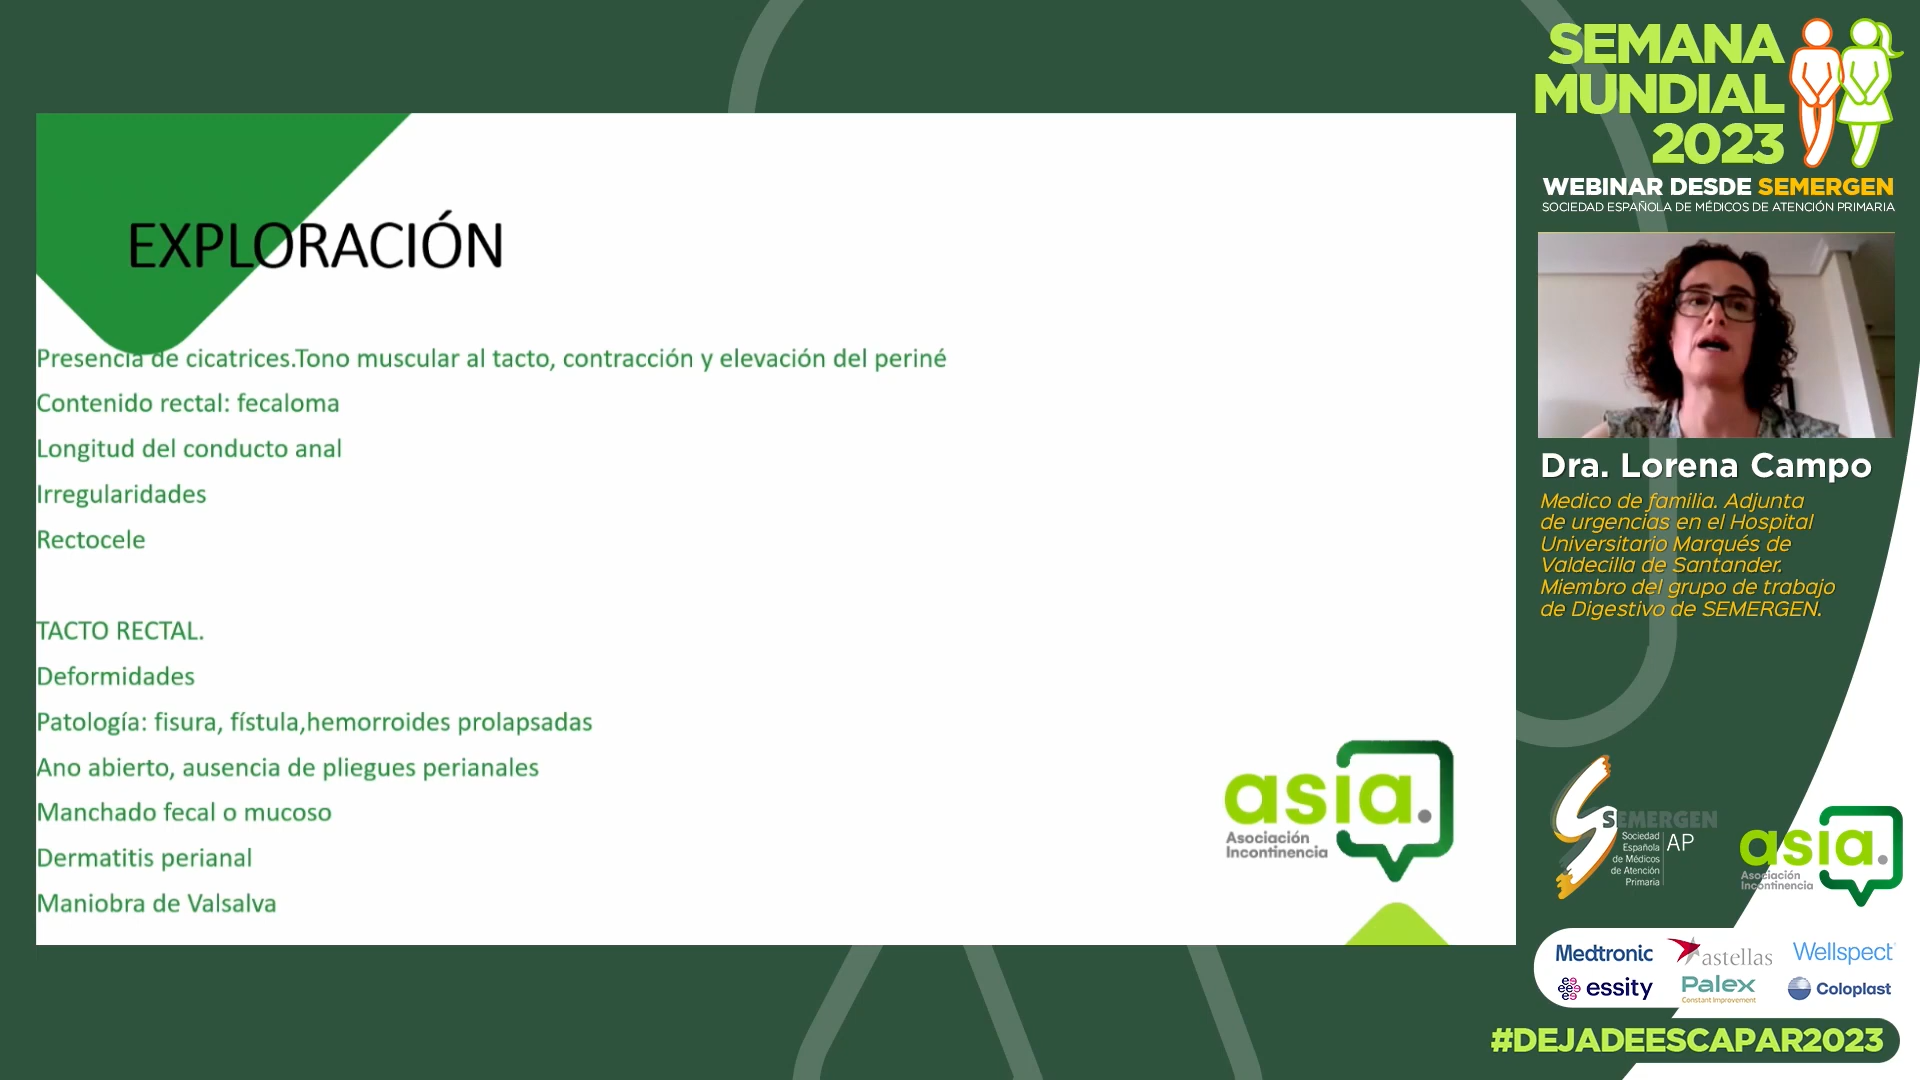 EXPLORACIÓN
Presencia de cicatrices.Tono muscular al tacto, contracción y elevación del periné
Contenido rectal: fecaloma
Longitud del conducto anal
Irregularidades
Rectocele
TACTO RECTAL.
Deformidades
Patología: fisura, fístula,hemorroides prolapsadas
Ano abierto, ausencia de pliegues perianales
Manchado fecal o mucoso
Dermatitis perianal
Maniobra de Valsalva
asia.
Asociación
Incontinencia
SEMANA
MUNDIAL
2023
WEBINAR DESDE SEMERGEN
SOCIEDAD ESPAÑOLA DE MÉDICOS DE ATENCIÓN PRIMARIA
Dra. Lorena Campo
Medico de familia. Adjunta
de urgencias en el Hospital
Universitario Marqués de
Valdecilla de Santander.
Miembro del grupo de trabajo
de Digestivo de SEMERGEN.
SEMERGEN
Sociedad
Española
de Médicos
de Atención
Primaria
AP
asia.
Asociación
Incontinencia
Medtronic
astellas
Wellspect
essity
Palex
Constant Improvement
Coloplast
#DEJADEESCAPAR2023